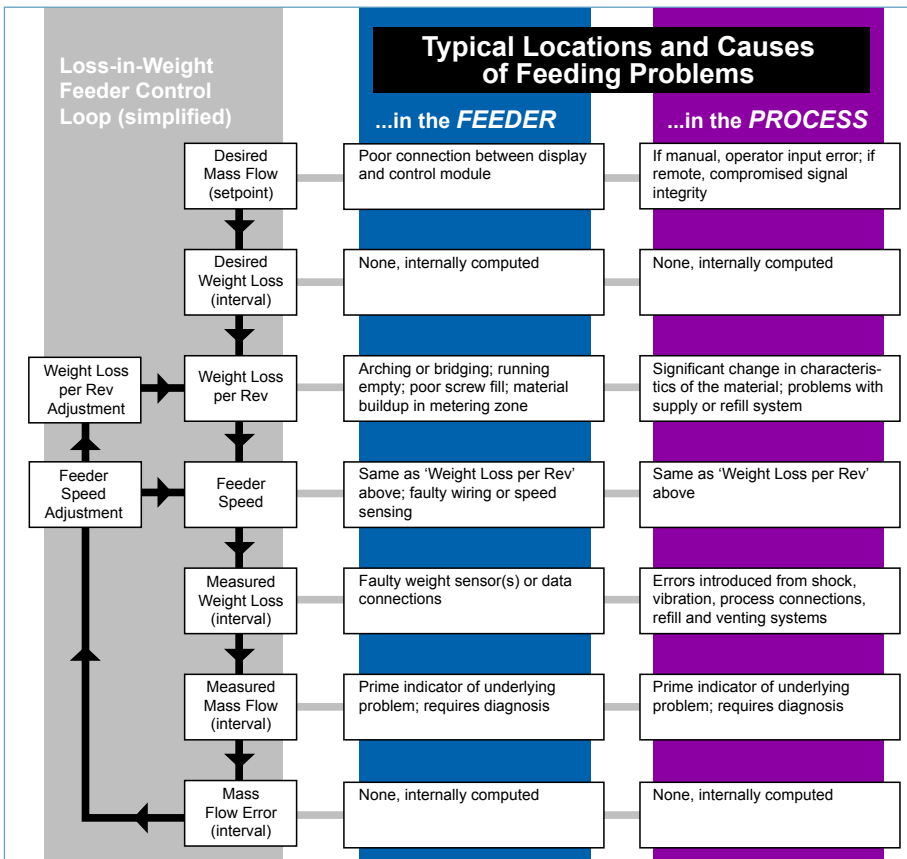 Typical Locations and Causes
of Feeding Problems
Loss-in-Weight
Feeder Control
Loop (simplified)
...in the FEEDER
...in the PROCESS
Desired
Mass Flow
(setpoint)
Poor connection between display
and control module
If manual, operator input error; if
remote, compromised signal
integrity
Desired
Weight Loss
(interval)
None, internally computed
None, internally computed
Weight Loss
per Rev
Adjustment
Weight Loss
per Rev
Arching or bridging; running
empty; poor screw fill; material
buildup in metering zone
Significant change in characteris-
tics of the material; problems with
supply or refill system
Feeder
Speed
Adjustment
Feeder
Speed
Same as ‘Weight Loss per Rev’
above; faulty wiring or speed
sensing
Same as ‘Weight Loss per Rev’
above
Measured
Weight Loss
(interval)
Faulty weight sensor(s) or data
connections
Errors introduced from shock,
vibration, process connections,
refill and venting systems
Measured
Mass Flow
(interval)
Prime indicator of underlying
problem; requires diagnosis
Prime indicator of underlying
problem; requires diagnosis
Mass
Flow Error
(interval)
None, internally computed
None, internally computed